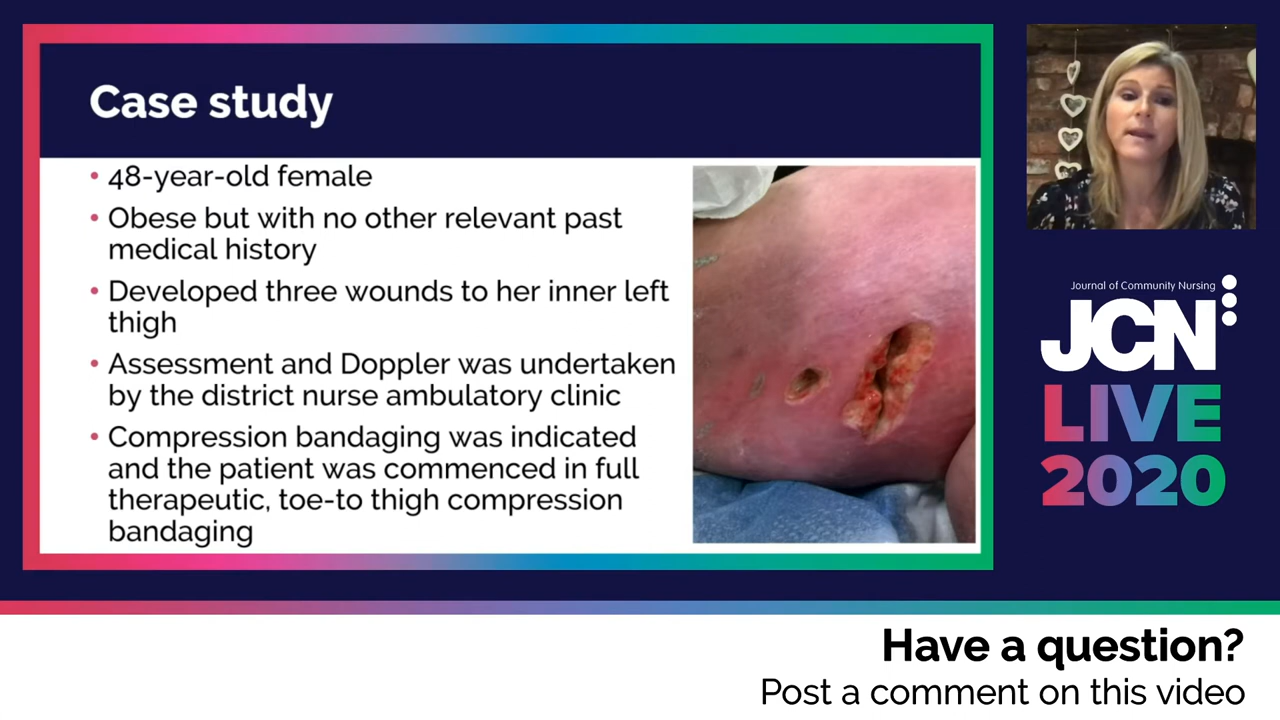 Case study
• 48-year-old female
• Obese but with no other relevant past
medical history
• Developed three wounds to her inner left
thigh
• Assessment and Doppler was undertaken
by the district nurse ambulatory clinic
• Compression bandaging was indicated
and the patient was commenced in full
therapeutic, toe-to thigh compression
bandaging
Journal of Community Nursing
JCN
LIVE
2020
Have a question?
Post a comment on this video